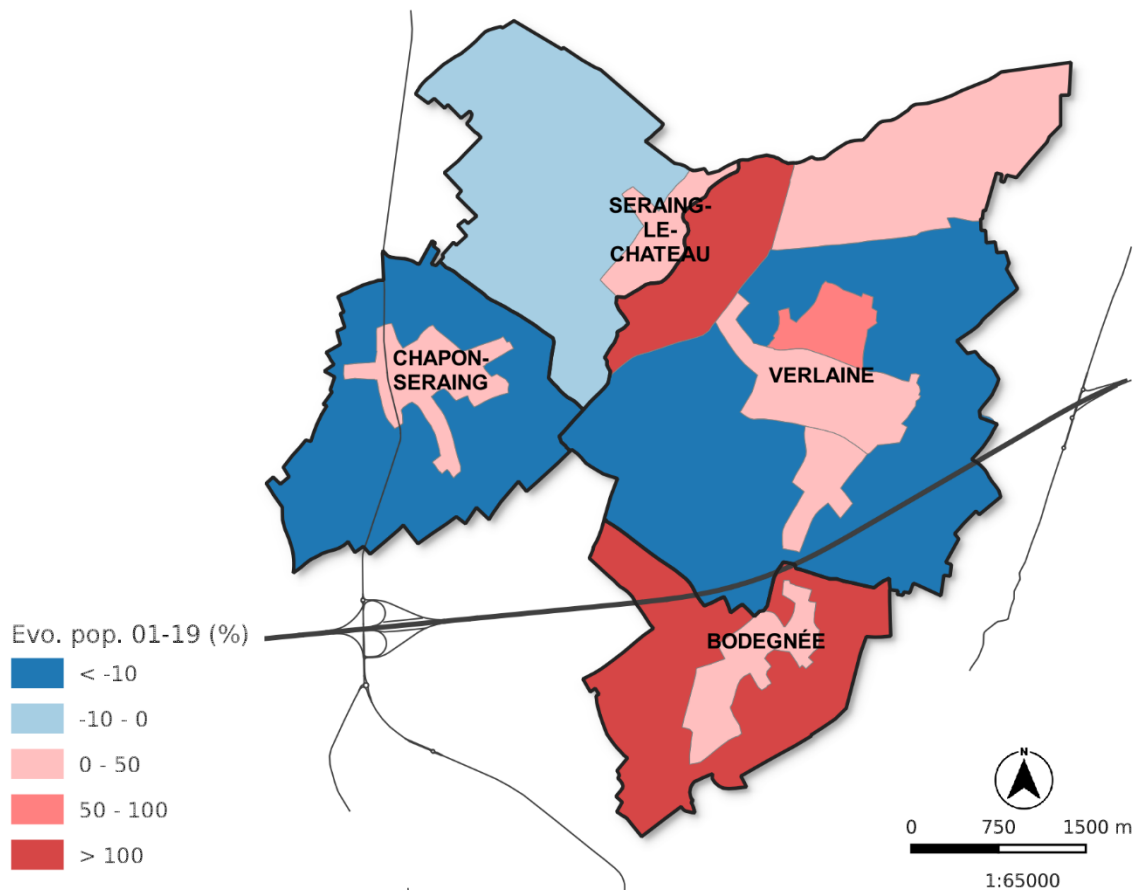 SERAING-
LE-
CHATEAU
CHAPON-
SERAING
VERLAINE
BODEGNÉE
Evo. pop. 01-19 (%)
< -10
-10 - 0
0 - 50
50 - 100
> 100
N
0 750 1500 m
1:65000